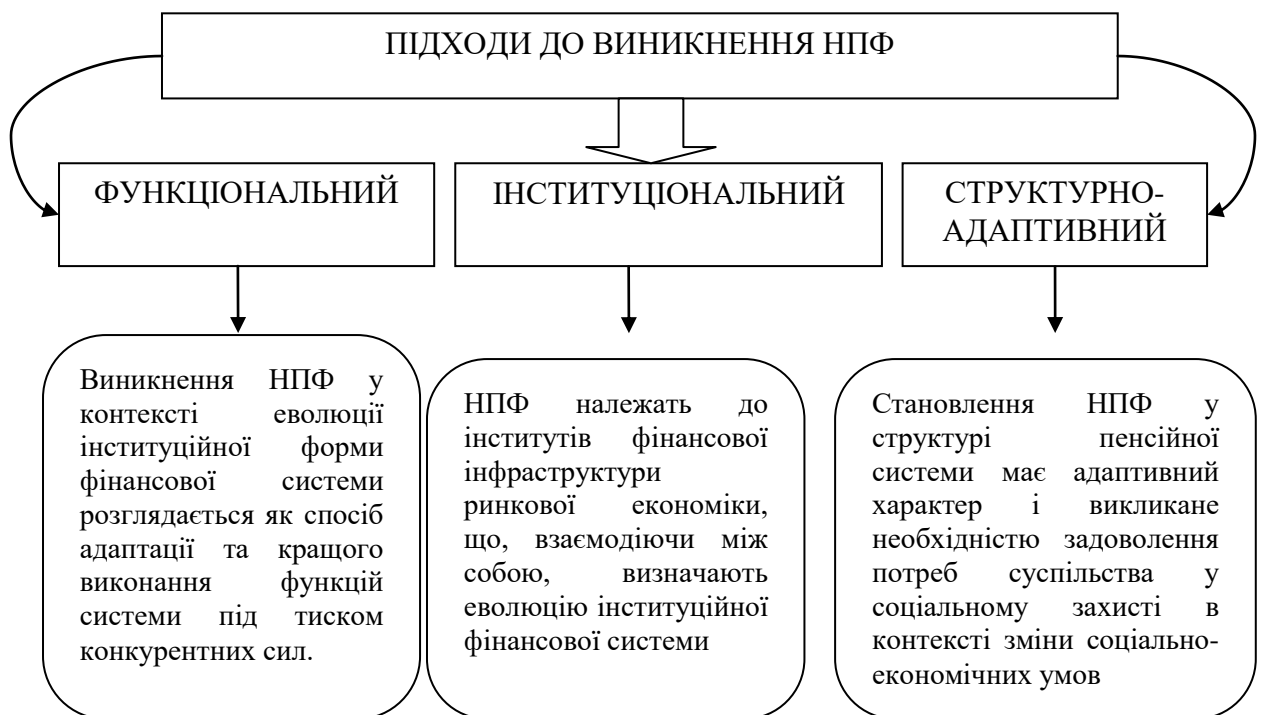 ПІДХОДИ ДО ВИНИКНЕННЯ НПФ
ФУНКЦІОНАЛЬНИЙ
ІНСТИТУЦІОНАЛЬНИЙ
СТРУКТУРНО-
АДАПТИВНИЙ
Виникнення НПФ у
контексті еволюції
інституційної форми
фінансової системи
розглядається як спосіб
адаптації та кращого
виконання функцій
системи під тиском
конкурентних сил.
НПФ належать до
інститутів фінансової
інфраструктури
ринкової економіки,
що, взаємодіючи між
собою, визначають
еволюцію інституційної
фінансової системи
Становлення НПФ у
структурі пенсійної
системи має адаптивний
характер і викликане
необхідністю задоволення
потреб суспільства у
соціальному захисті в
контексті зміни соціально-
економічних умов